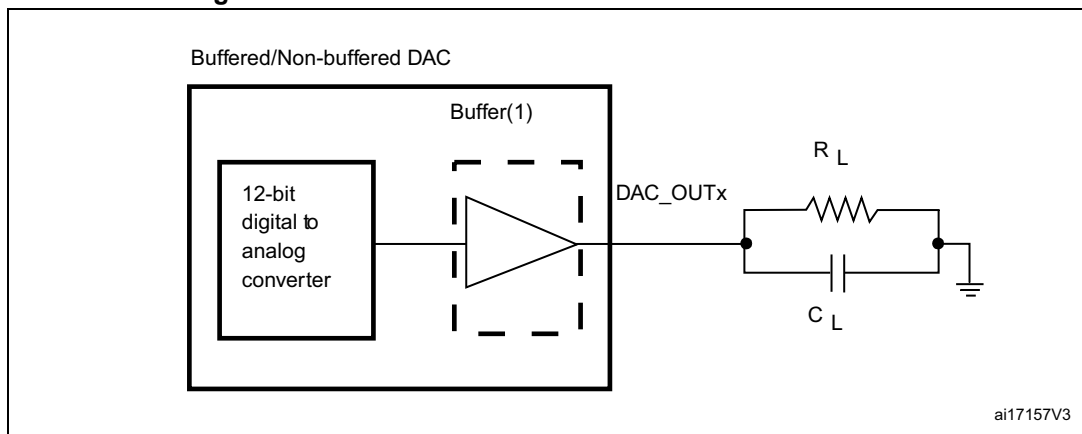 Buffered/Non-buffered DAC
Buffer(1)
12-bit
digital to
analog
converter
DAC_OUTx
R L
C L
ai17157V3